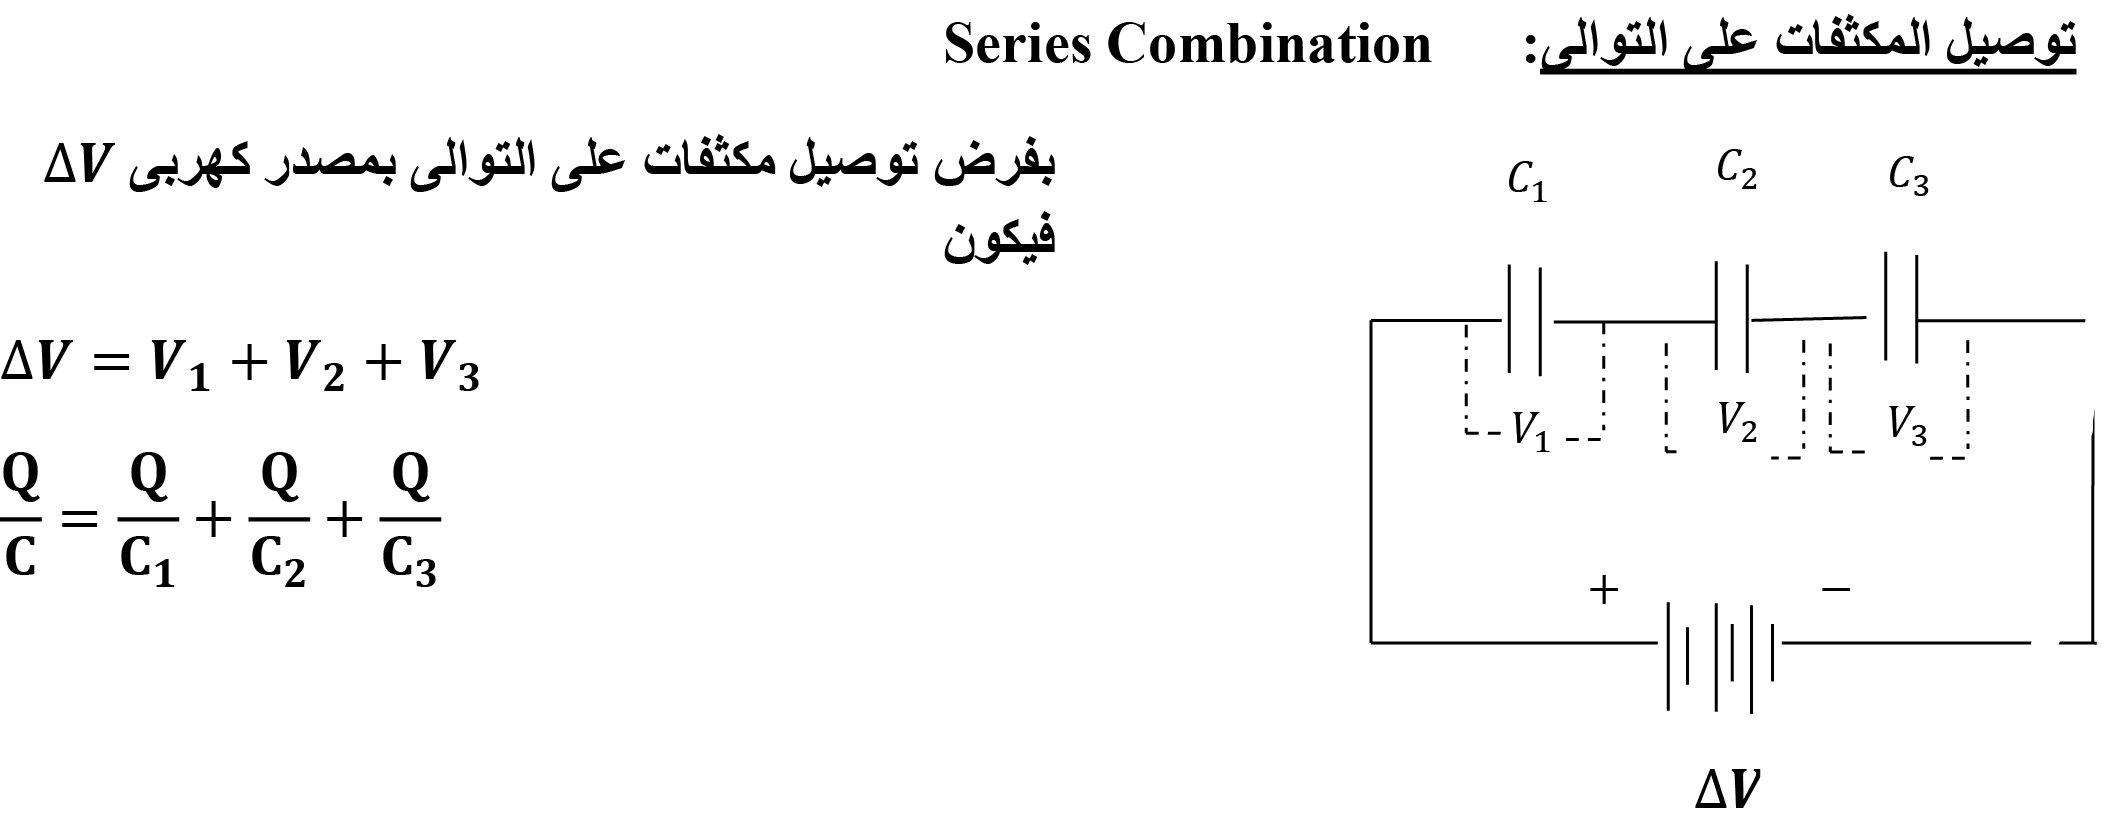 توصيل المكثفات على التوالى: Series Combination
بفرض توصيل مكثفات على التوالى بمصدر كهربى ΔV
فيكون
ΔV = V₁ + V₂ + V₃
Q/C = Q/C₁ + Q/C₂ + Q/C₃
C₁ C₂ C₃
V₁ V₂ V₃
+ −
ΔV